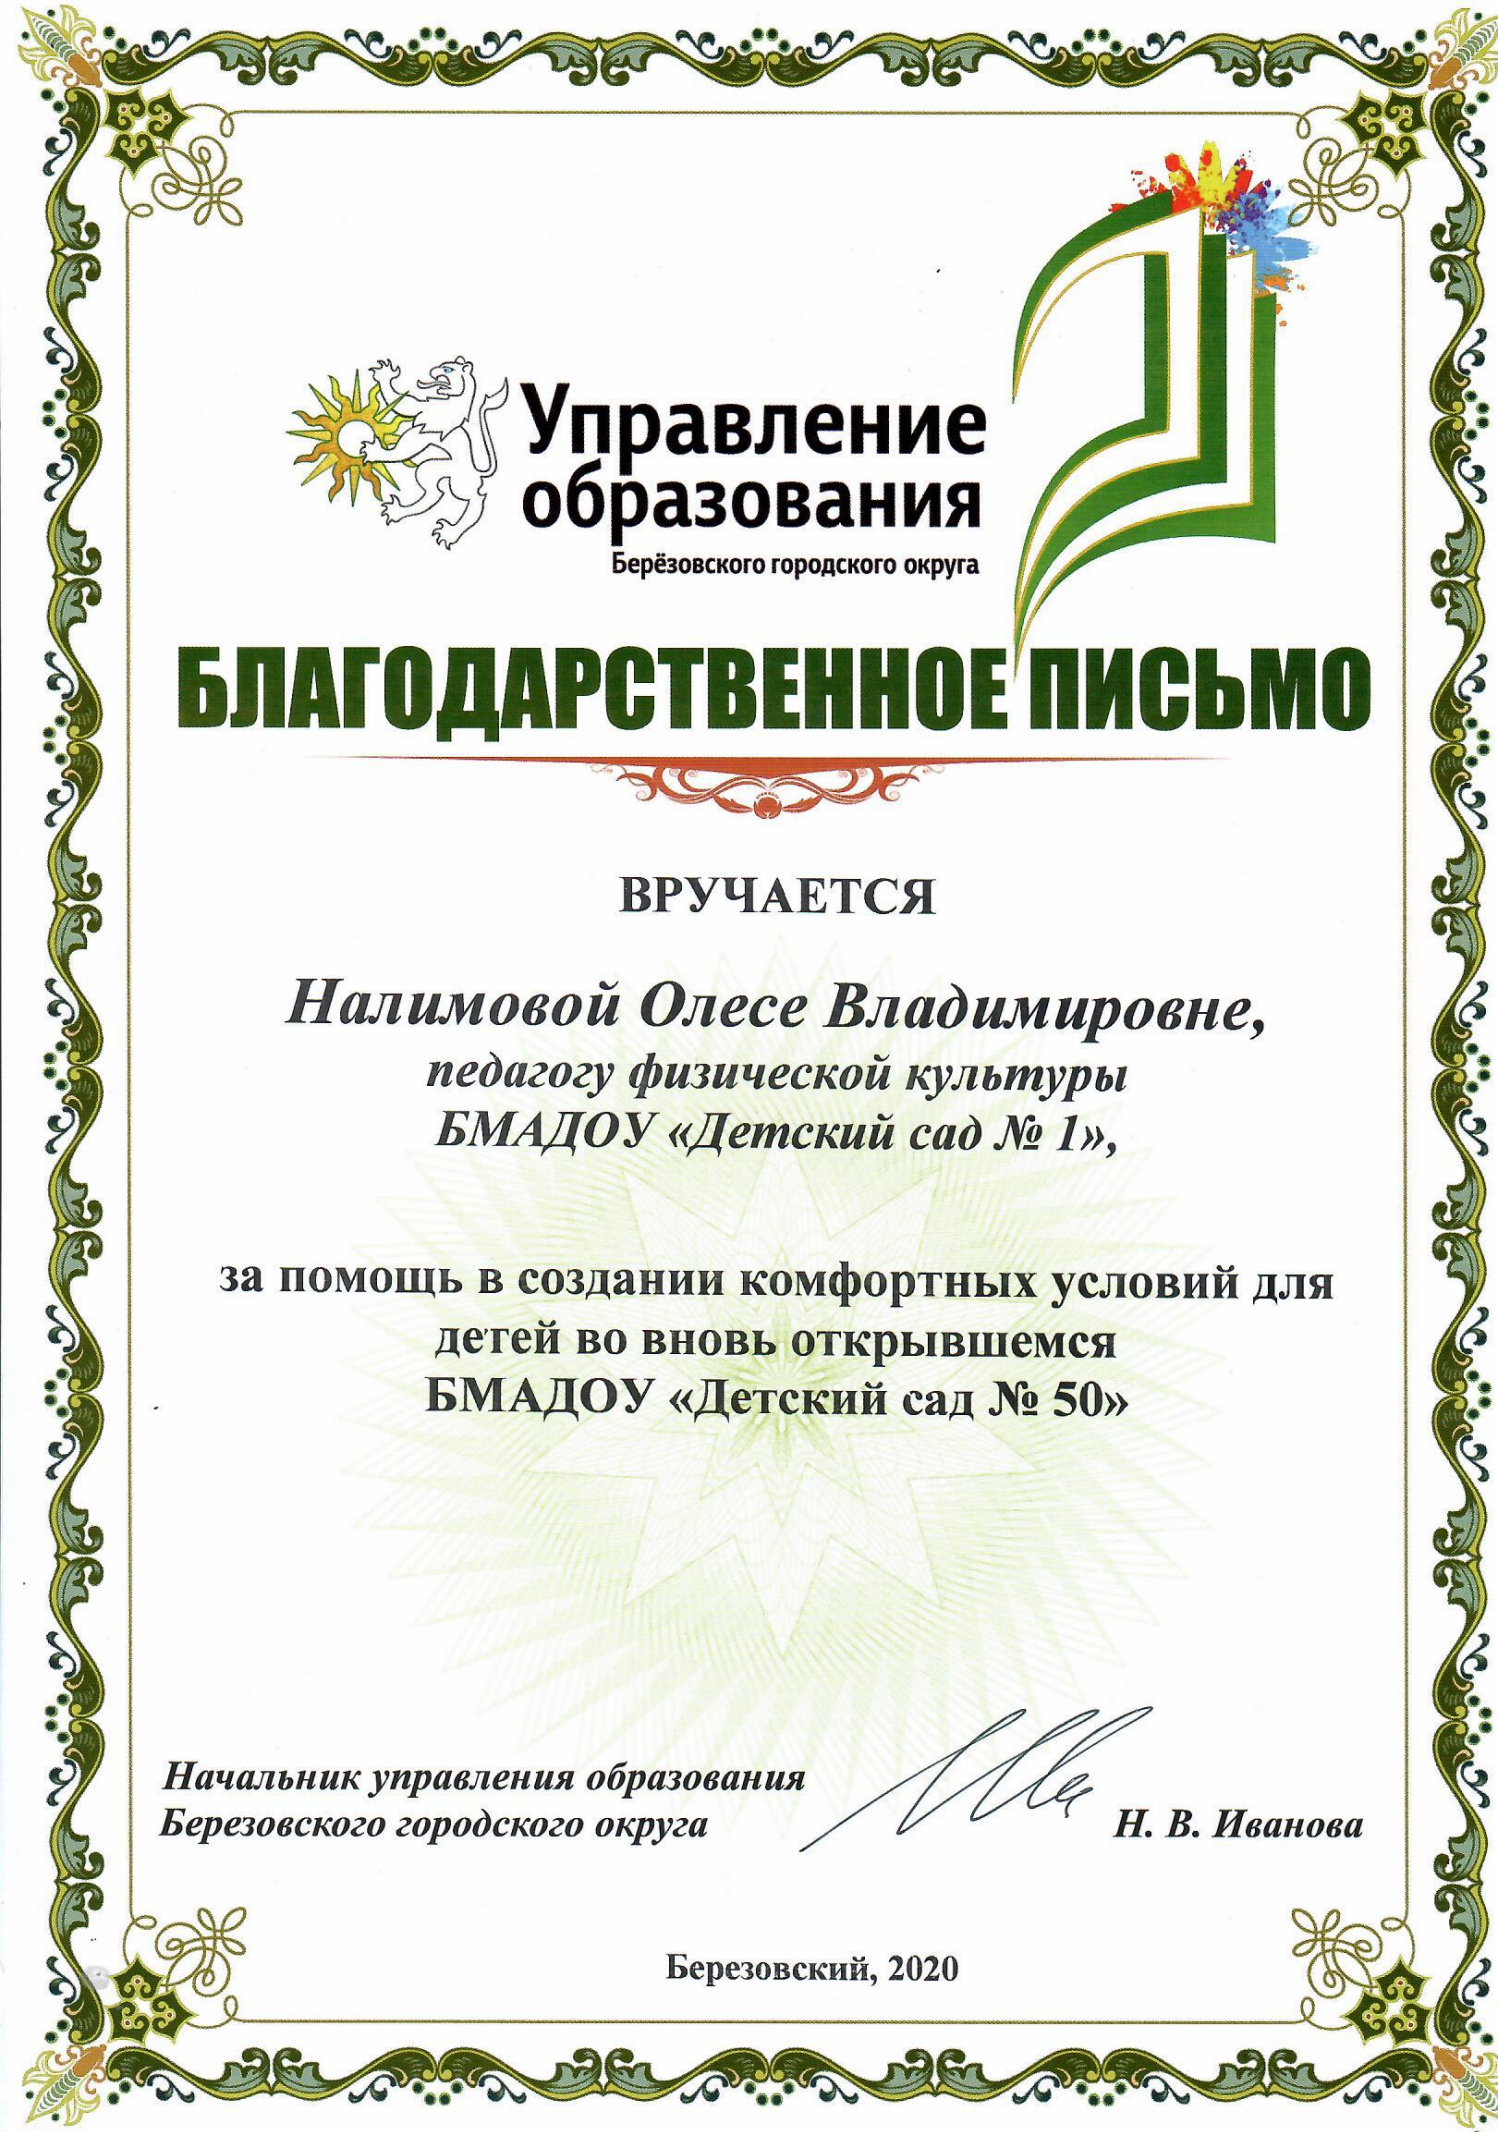 Управление
образования
Берёзовского городского округа
БЛАГОДАРСТВЕННОЕ ПИСЬМО
ВРУЧАЕТСЯ
Налимовой Олесе Владимировне,
педагогу физической культуры
БМАДОУ «Детский сад № 1»,
за помощь в создании комфортных условий для
детей во вновь открывшемся
БМАДОУ «Детский сад № 50»
Начальник управления образования
Березовского городского округа
Н. В. Иванова
Березовский, 2020